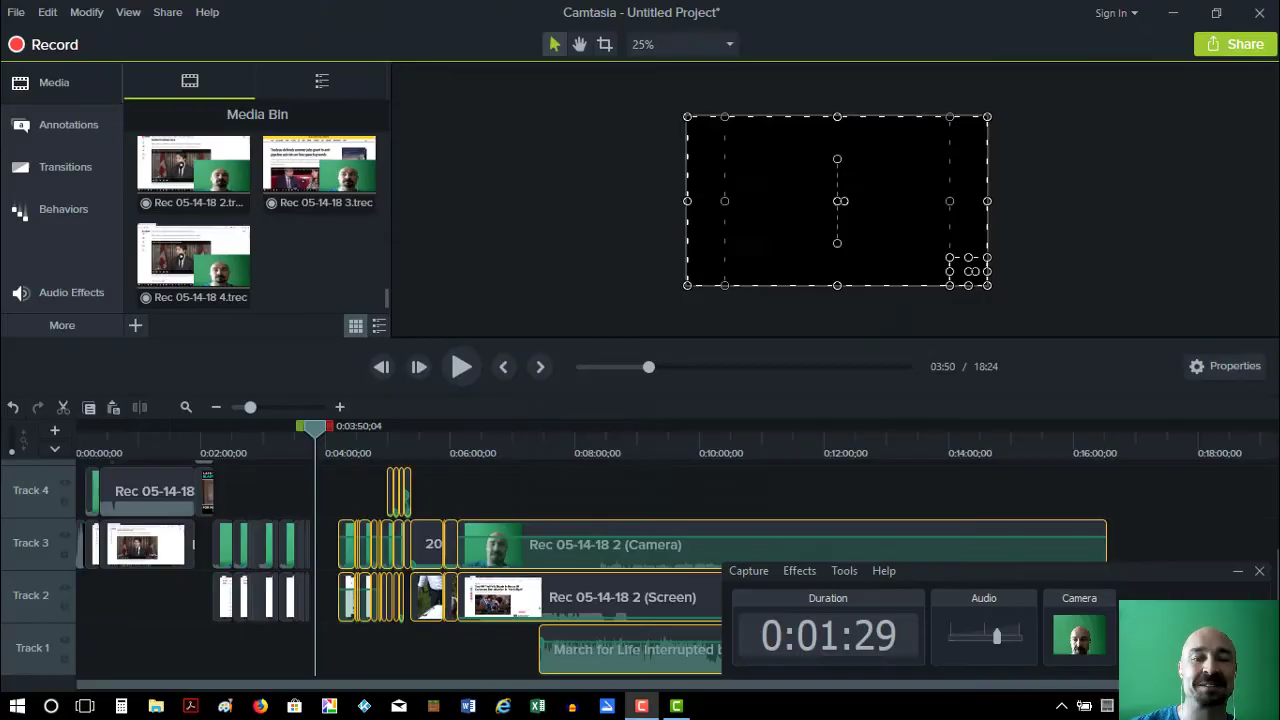 File Edit Modify View Share Help
Camtasia - Untitled Project*
Sign In
Record
25%
Share
Media
Annotations
Transitions
Behaviors
Audio Effects
More
Media Bin
Rec 05-14-18 2.tr...
Rec 05-14-18 3.trec
Rec 05-14-18 4.trec
03:50 / 18:24
Properties
0:03:50;04
0:00:00;00 0:02:00;00 0:04:00;00 0:06:00;00 0:08:00;00 0:10:00;00 0:12:00;00 0:14:00;00 0:16:00;00 0:18:00;00
Track 4
Rec 05-14-18
Track 3
20
Rec 05-14-18 2 (Camera)
Track 2
Rec 05-14-18 2 (Screen)
Track 1
March for Life Interrupted b
Capture Effects Tools Help
Duration
0:01:29
Audio
Camera